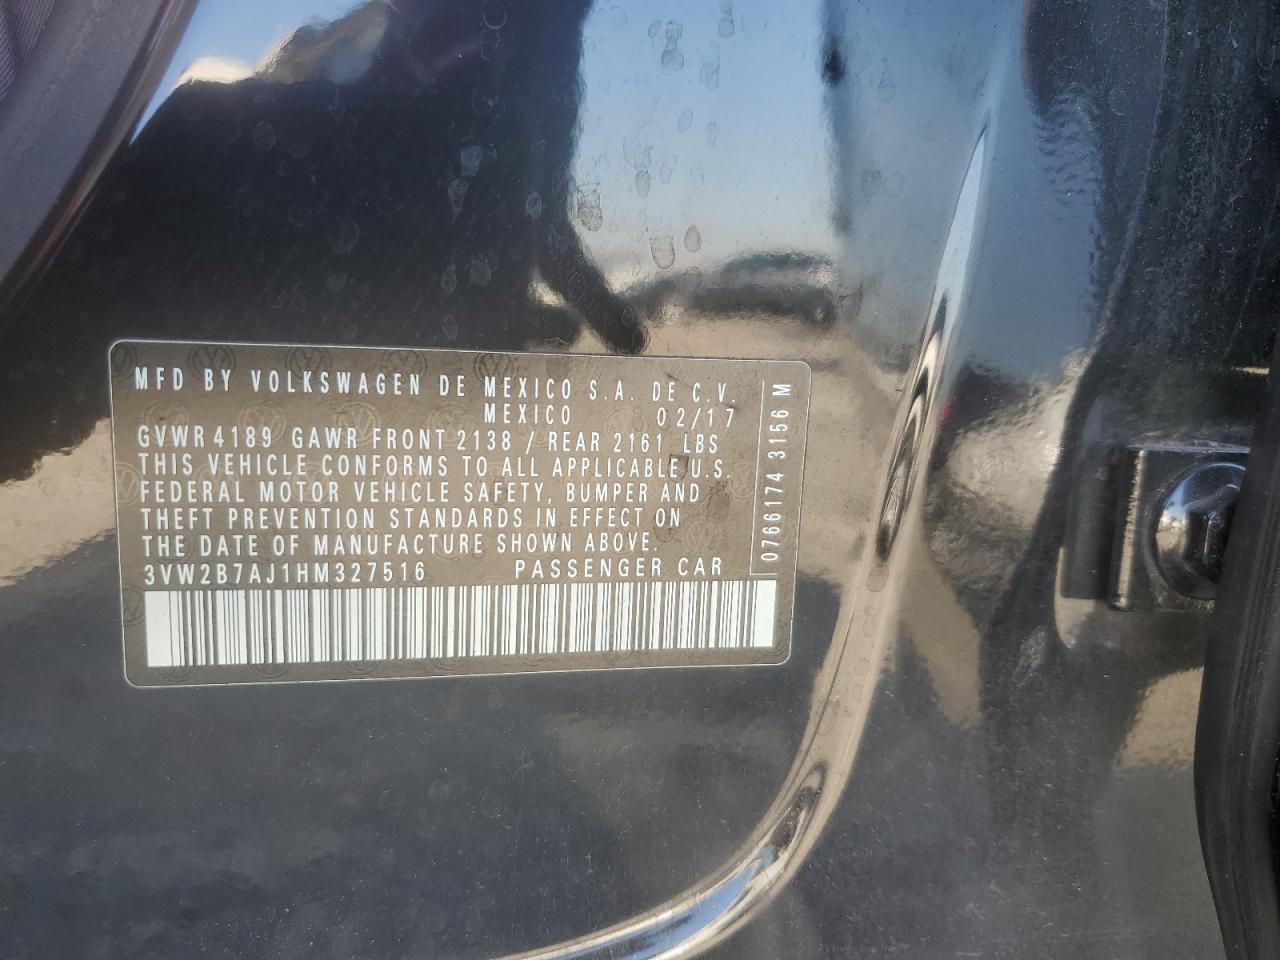 MFD BY VOLKSWAGEN DE MEXICO S.A. DE C.V.
MEXICO 02/17
GVWR 4189 GAWR FRONT 2138 / REAR 2161 LBS
THIS VEHICLE CONFORMS TO ALL APPLICABLE U.S.
FEDERAL MOTOR VEHICLE SAFETY, BUMPER AND
THEFT PREVENTION STANDARDS IN EFFECT ON
THE DATE OF MANUFACTURE SHOWN ABOVE.
3VW2B7AJ1HM327516 PASSENGER CAR
0766174 3156 M